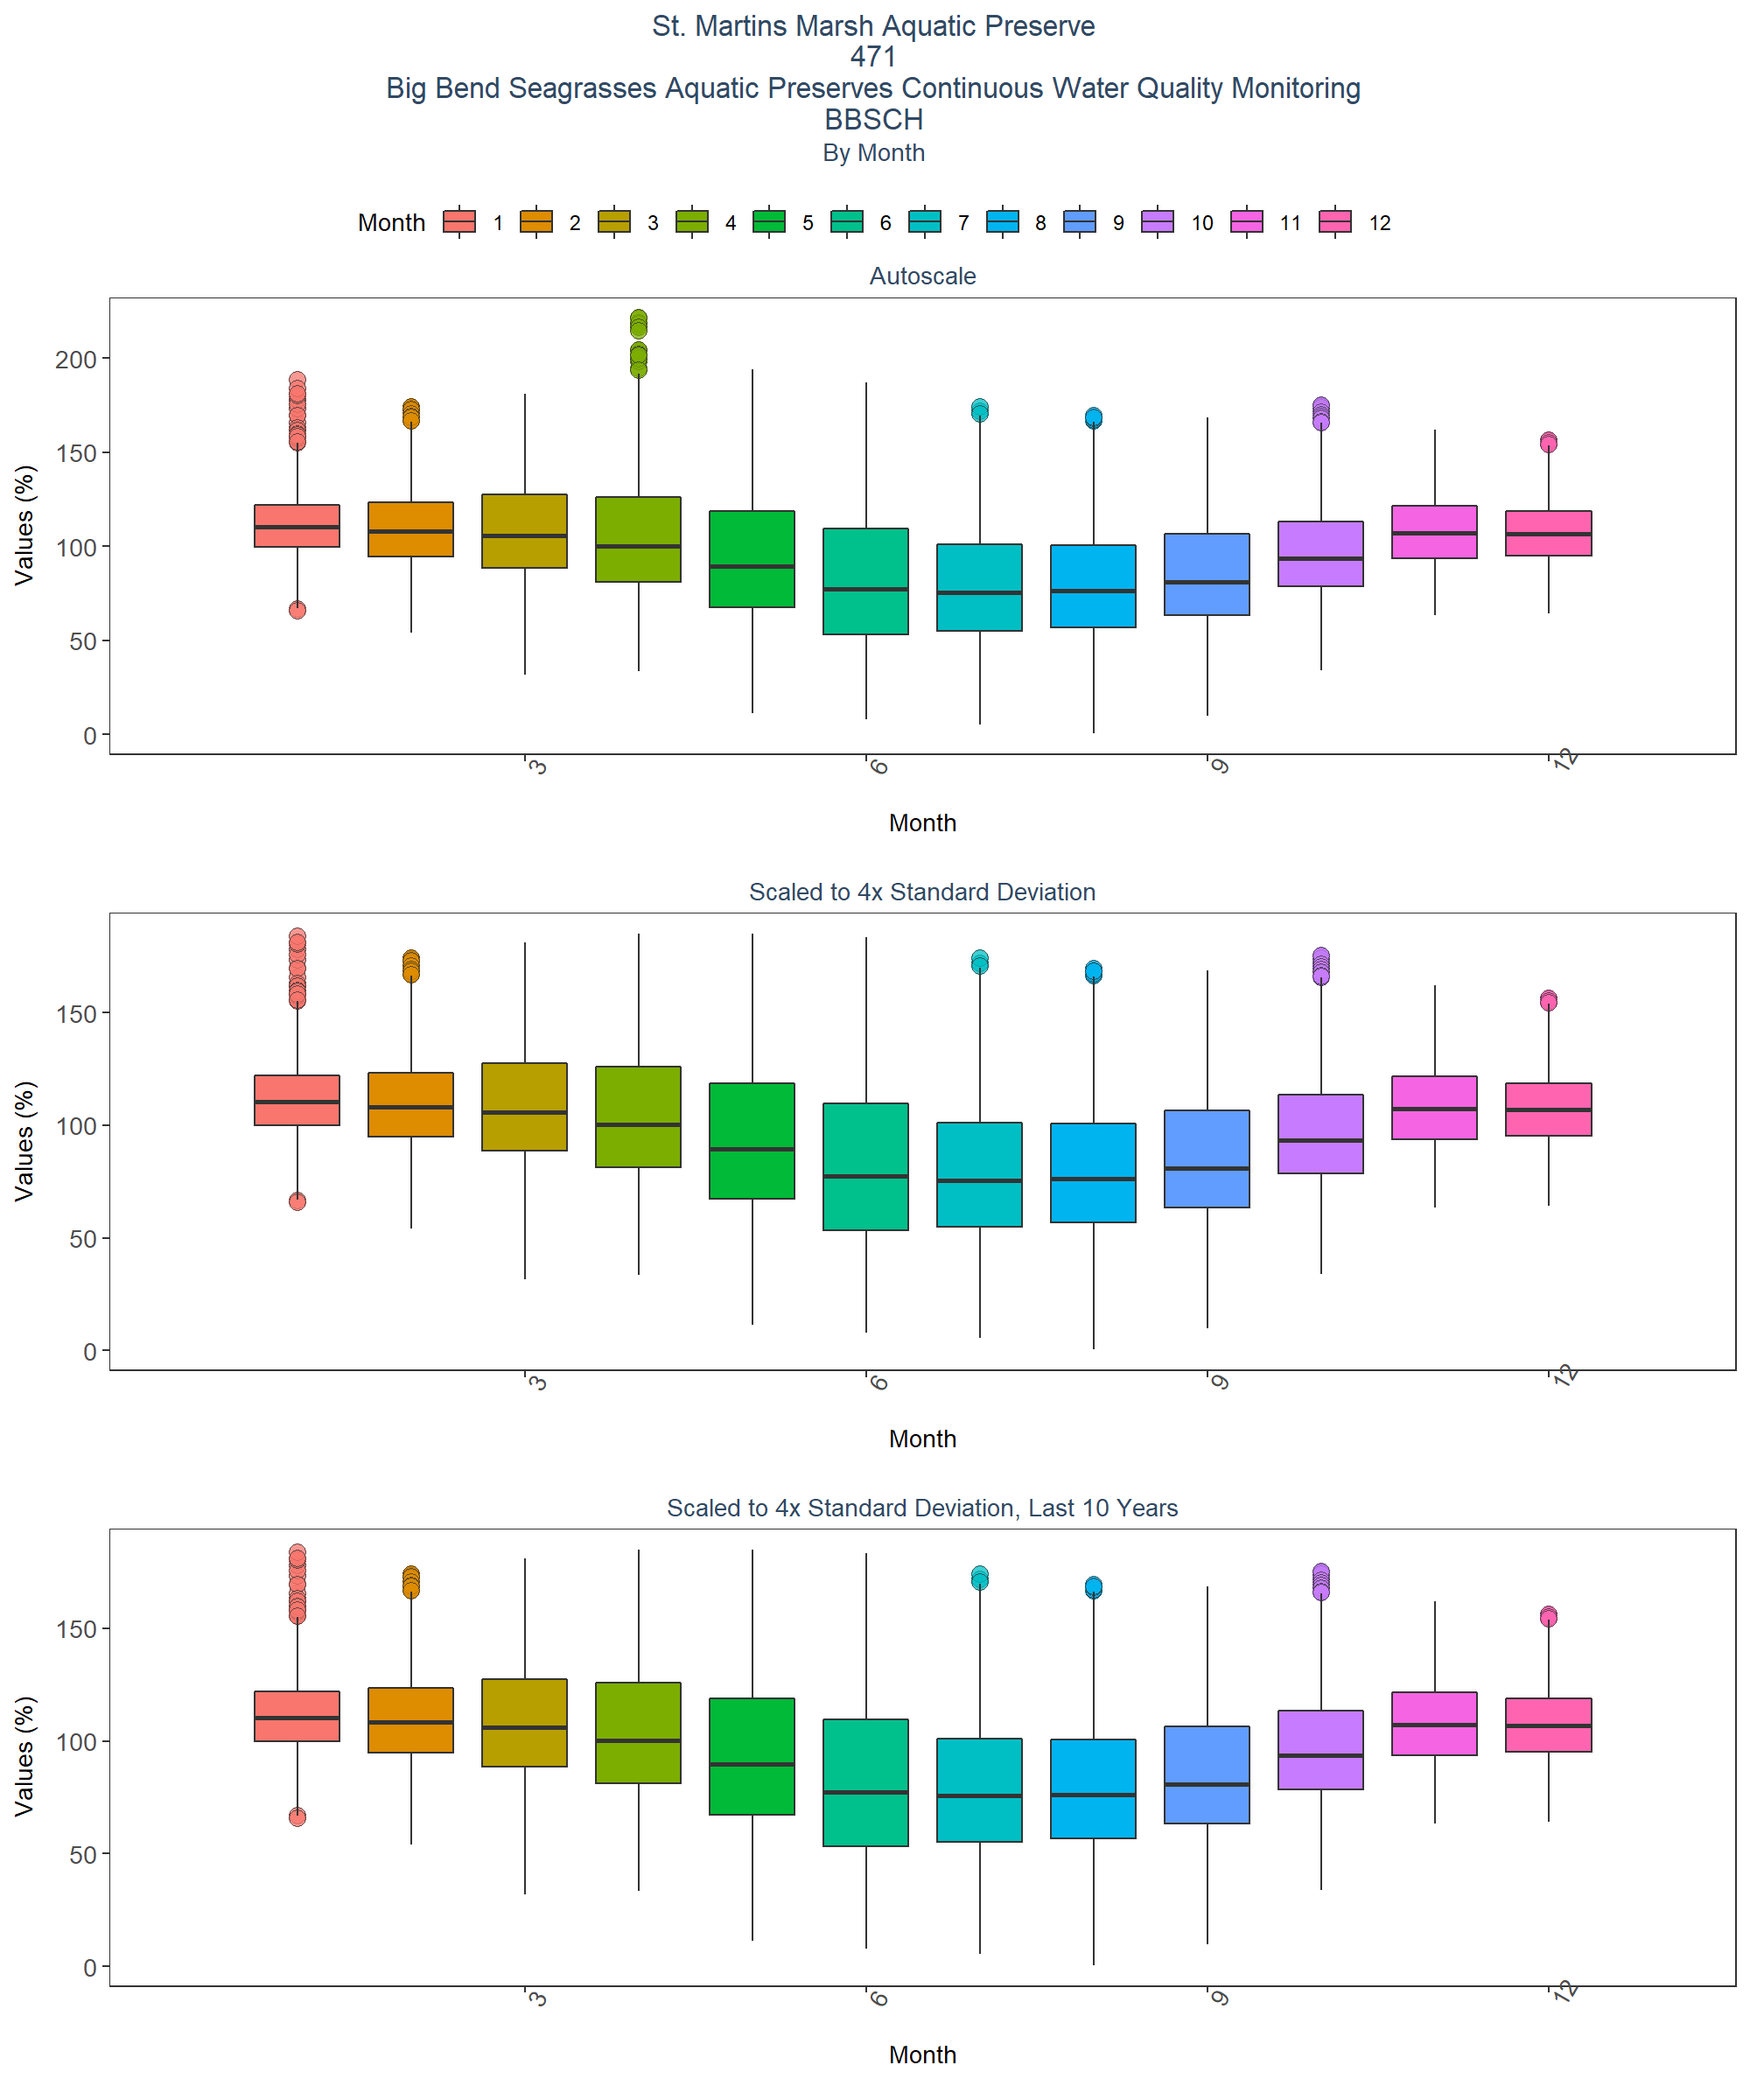 St. Martins Marsh Aquatic Preserve
471
Big Bend Seagrasses Aquatic Preserves Continuous Water Quality Monitoring
BBSCH
By Month
Month 1 2 3 4 5 6 7 8 9 10 11 12
Autoscale
Values (%)
200
150
100
50
0
3 6 9 12
Month
Scaled to 4x Standard Deviation
Values (%)
150
100
50
0
3 6 9 12
Month
Scaled to 4x Standard Deviation, Last 10 Years
Values (%)
150
100
50
0
3 6 9 12
Month